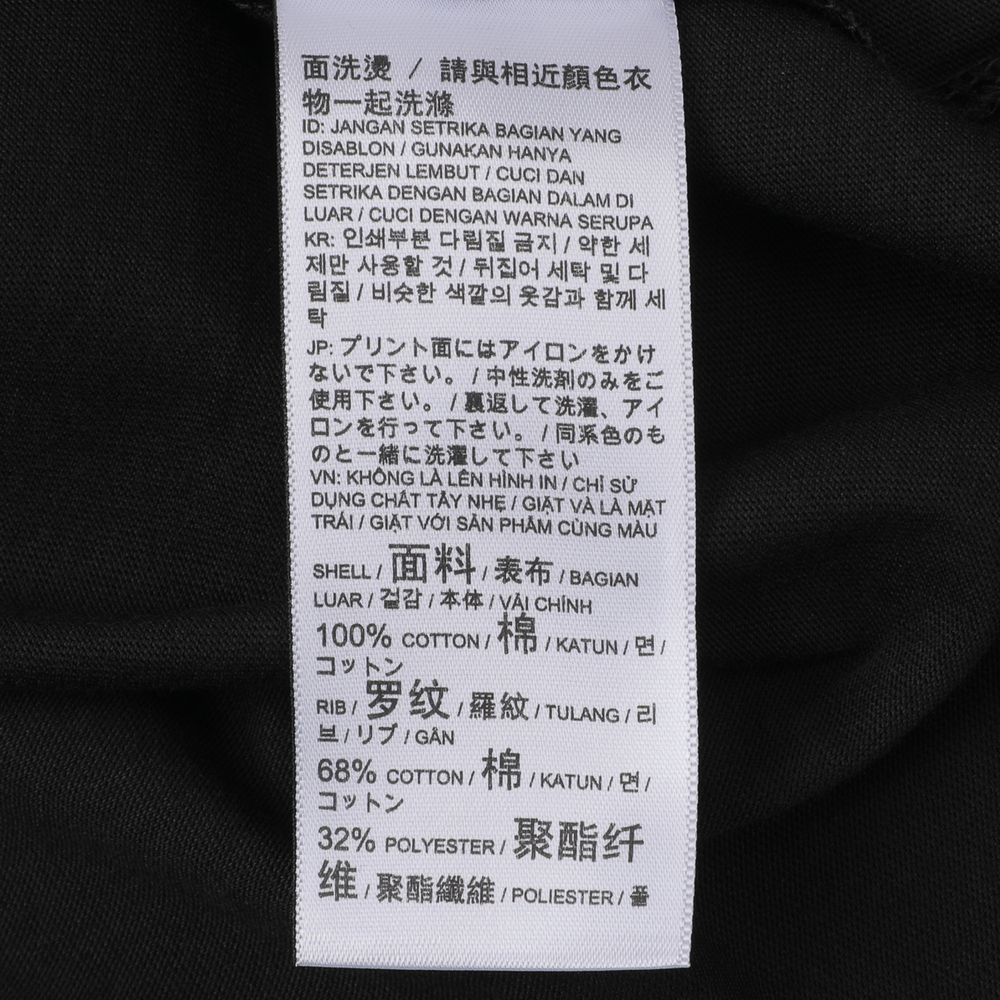 面洗燙 / 請與相近顏色衣
物一起洗滌
ID: JANGAN SETRIKA BAGIAN YANG
DISABLON / GUNAKAN HANYA
DETERJEN LEMBUT / CUCI DAN
SETRIKA DENGAN BAGIAN DALAM DI
LUAR / CUCI DENGAN WARNA SERUPA
KR: 인쇄부분 다림질 금지 / 약한 세
제만 사용할 것 / 뒤집어 세탁 및 다
림질 / 비슷한 색깔의 옷감과 함께 세
탁
JP: プリント面にはアイロンをかけ
ないで下さい。 / 中性洗剤のみをご
使用下さい。 / 裏返して洗濯、アイ
ロンを行って下さい。 / 同系色のも
のと一緒に洗濯して下さい
VN: KHÔNG LÀ LÊN HÌNH IN / CHỈ SỬ
DỤNG CHẤT TẨY NHẸ / GIẶT VÀ LÀ MẶT
TRÁI / GIẶT VỚI SẢN PHẨM CÙNG MÀU
SHELL / 面料 / 表布 / BAGIAN
LUAR / 겉감 / 本体 / VẢI CHÍNH
100% COTTON / 棉 / KATUN / 면 /
コットン
RIB / 罗纹 / 羅紋 / TULANG / 리
브 / リブ / GÂN
68% COTTON / 棉 / KATUN / 면 /
コットン
32% POLYESTER / 聚酯纤
维 / 聚酯纖維 / POLIESTER / 폴